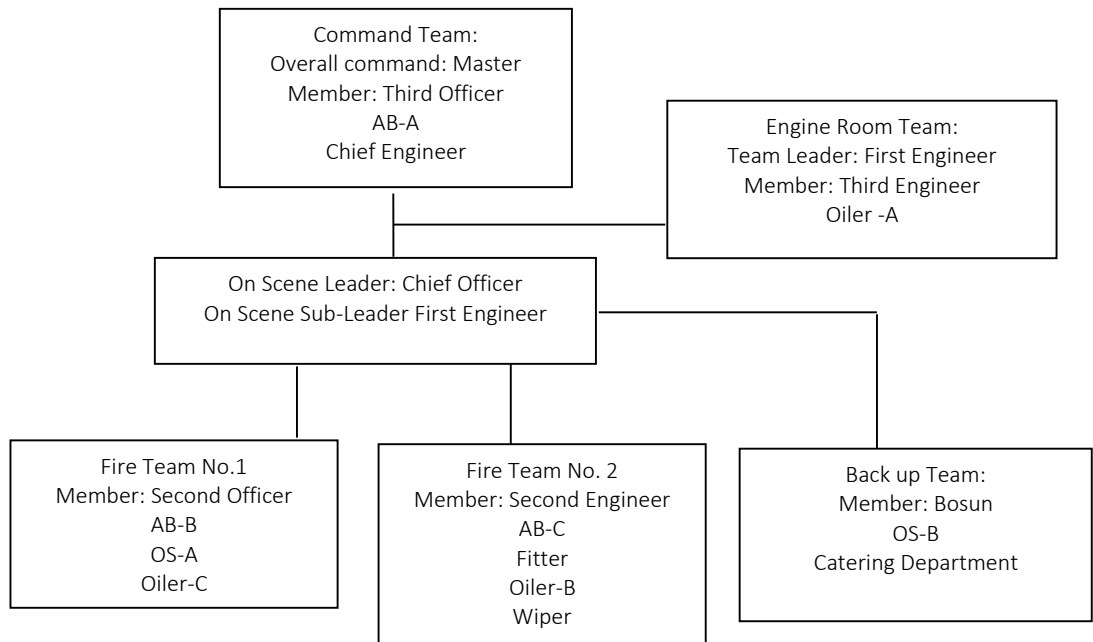 Command Team:
Overall command: Master
Member: Third Officer
AB-A
Chief Engineer
Engine Room Team:
Team Leader: First Engineer
Member: Third Engineer
Oiler -A
On Scene Leader: Chief Officer
On Scene Sub-Leader First Engineer
Fire Team No.1
Member: Second Officer
AB-B
OS-A
Oiler-C
Fire Team No. 2
Member: Second Engineer
AB-C
Fitter
Oiler-B
Wiper
Back up Team:
Member: Bosun
OS-B
Catering Department